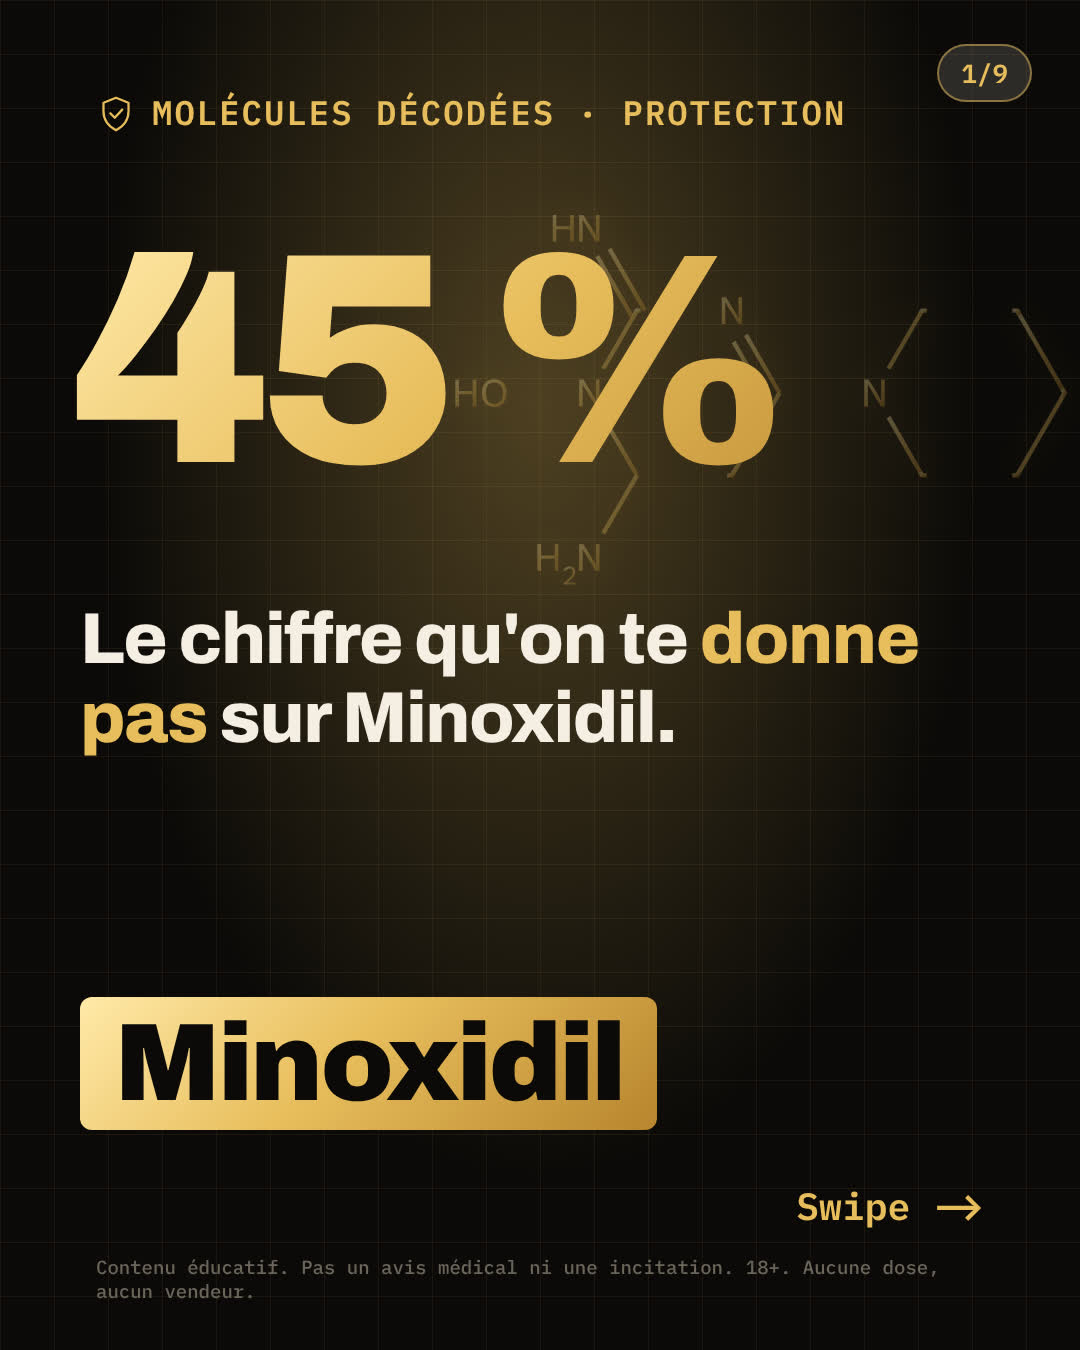 1/9
MOLÉCULES DÉCODÉES · PROTECTION
45 %
HN
N
HO
N
N
H₂N
Le chiffre qu'on te donne
pas sur Minoxidil.
Minoxidil
Swipe →
Contenu éducatif. Pas un avis médical ni une incitation. 18+. Aucune dose,
aucun vendeur.